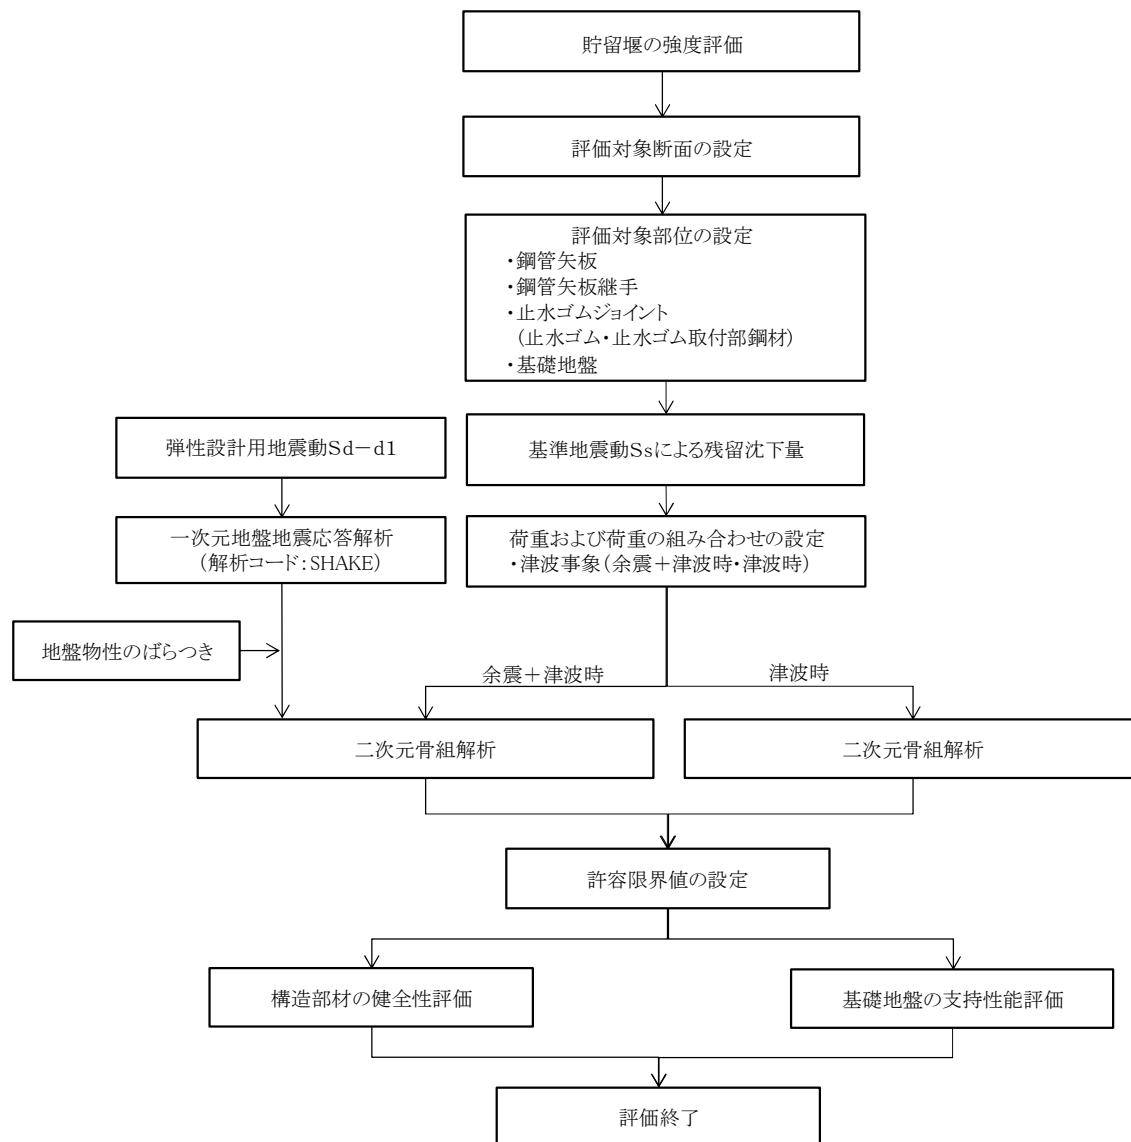 貯留堰の強度評価
評価対象断面の設定
評価対象部位の設定
・鋼管矢板
・鋼管矢板継手
・止水ゴムジョイント
(止水ゴム・止水ゴム取付部鋼材)
・基礎地盤
弾性設計用地震動Sd－d1
基準地震動Ssによる残留沈下量
一次元地盤地震応答解析
(解析コード:SHAKE)
荷重および荷重の組み合わせの設定
・津波事象(余震＋津波時・津波時)
地盤物性のばらつき
余震＋津波時
津波時
二次元骨組解析
二次元骨組解析
許容限界値の設定
構造部材の健全性評価
基礎地盤の支持性能評価
評価終了